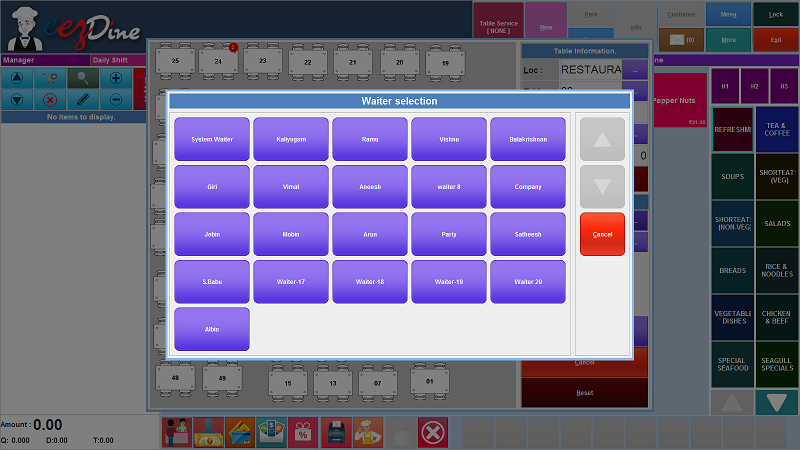 eezDine
Table Service
[ NONE ]
New
Park
Info
Customer
(0)
Menu
More
Lock
Exit
Manager
Daily Shift
No items to display.
25
24
2
23
22
21
20
19
Table Information.
Loc :
RESTAURA
...
0
Waiter selection
System Waiter
Kaliyugam
Ramu
Vishnu
Balakrishnan
Giri
Vimal
Aneesh
waiter 8
Company
Jebin
Mobin
Arun
Party
Satheesh
S.Babu
Waiter-17
Waiter-18
Waiter-19
Waiter 20
Albin
Cancel
48
49
15
13
07
01
Cancel
Reset
Pepper Nuts
₹21.00
H1
H2
H3
REFRESHM
TEA &
COFFEE
SOUPS
SHORTEAT:
(VEG)
SHORTEAT:
(NON-VEG)
SALADS
BREADS
RICE &
NOODLES
VEGETABLE
DISHES
CHICKEN
& BEEF
SPECIAL
SEAFOOD
SEAGULL
SPECIALS
Amount : 0.00
Q: 0.000 D:0.00 T:0.00